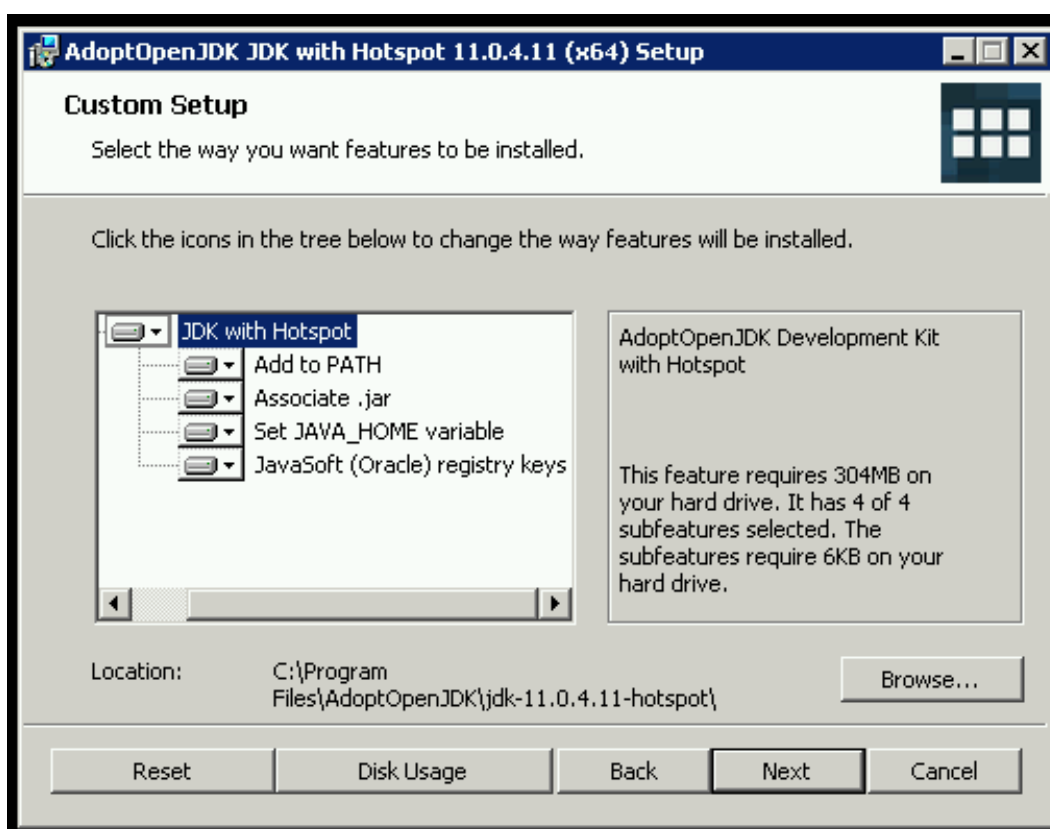 AdoptOpenJDK JDK with Hotspot 11.0.4.11 (x64) Setup
Custom Setup
Select the way you want features to be installed.
Click the icons in the tree below to change the way features will be installed.
JDK with Hotspot
Add to PATH
Associate .jar
Set JAVA_HOME variable
JavaSoft (Oracle) registry keys
AdoptOpenJDK Development Kit
with Hotspot
This feature requires 304MB on
your hard drive. It has 4 of 4
subfeatures selected. The
subfeatures require 6KB on your
hard drive.
Location:
C:\Program
Files\AdoptOpenJDK\jdk-11.0.4.11-hotspot\
Browse...
Reset
Disk Usage
Back
Next
Cancel